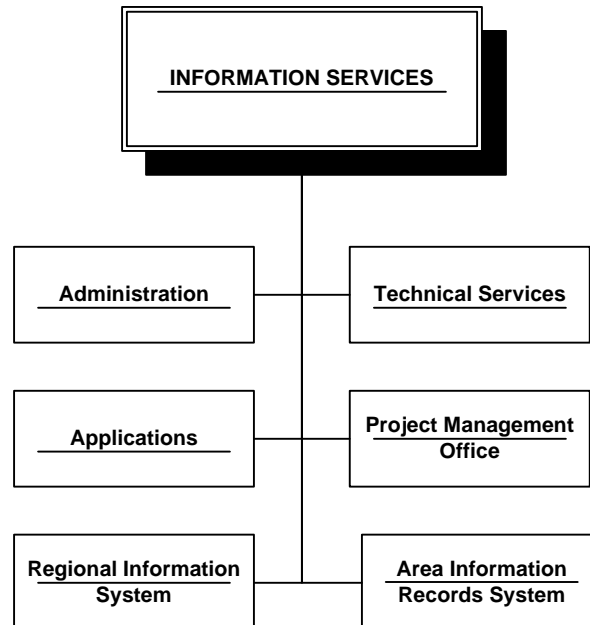 INFORMATION SERVICES
Administration
Technical Services
Applications
Project Management
Office
Regional Information
System
Area Information
Records System